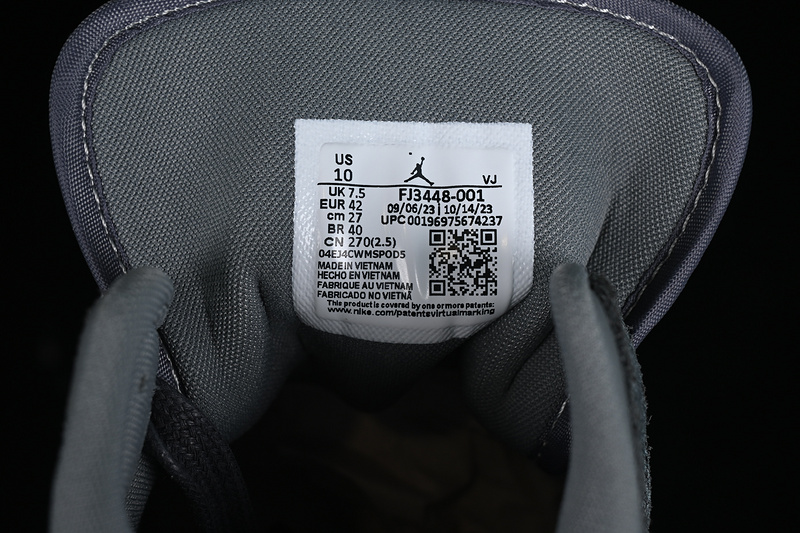 US
10
VJ
UK 7.5
FJ3448-001
EUR 42
09/06/23 | 10/14/23
cm 27
UPC 00196975674237
BR 40
CN 270(2.5)
04EJ4CWMSPOD5
MADE IN VIETNAM
HECHO EN VIETNAM
FABRIQUE AU VIETNAM
FABRICADO NO VIETNÃ
This product is covered by one or more patents:
www.nike.com/patentsvirtualmarking